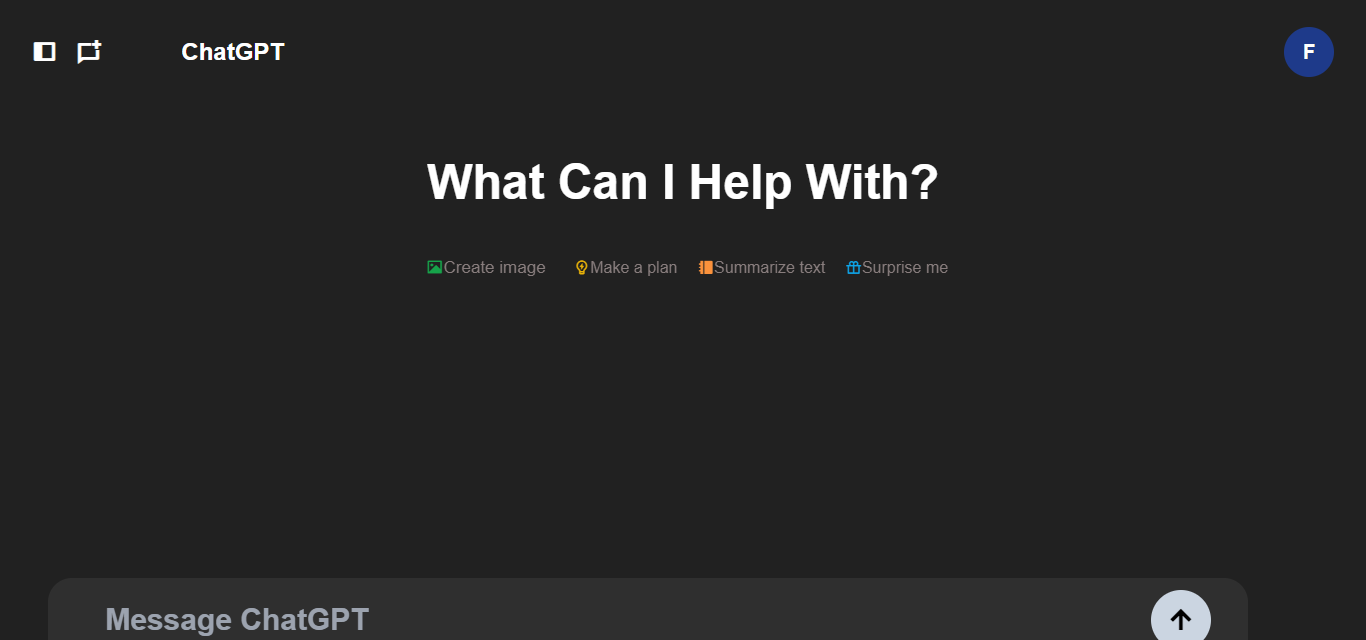 ChatGPT F
What Can I Help With?
Create image Make a plan Summarize text Surprise me
Message ChatGPT